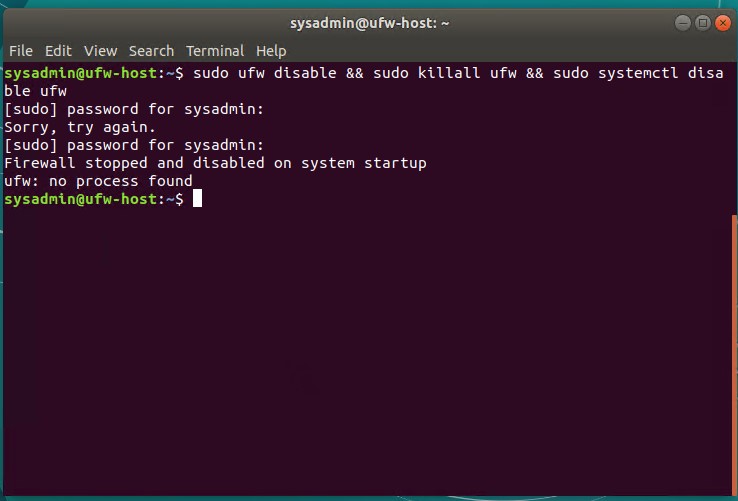 sysadmin@ufw-host: ~
File Edit View Search Terminal Help
sysadmin@ufw-host:~$ sudo ufw disable && sudo killall ufw && sudo systemctl disa
ble ufw
[sudo] password for sysadmin:
Sorry, try again.
[sudo] password for sysadmin:
Firewall stopped and disabled on system startup
ufw: no process found
sysadmin@ufw-host:~$